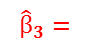 β̂₃ =